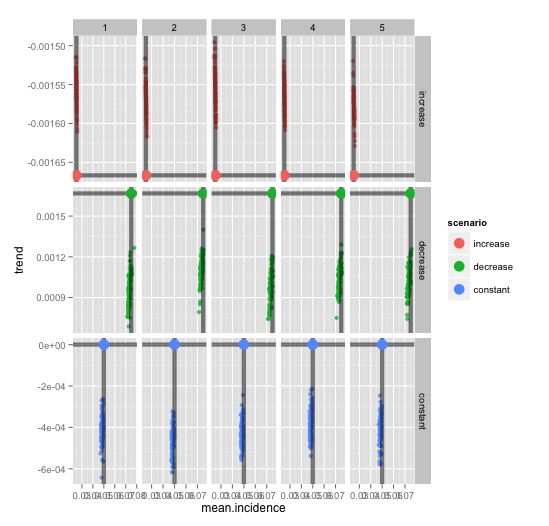 1 2 3 4 5
-0.00150
-0.00155
-0.00160
-0.00165
increase
0.0015
0.0012
0.0009
decrease
0e+00
-2e-04
-4e-04
-6e-04
constant
trend
mean.incidence
scenario
increase
decrease
constant